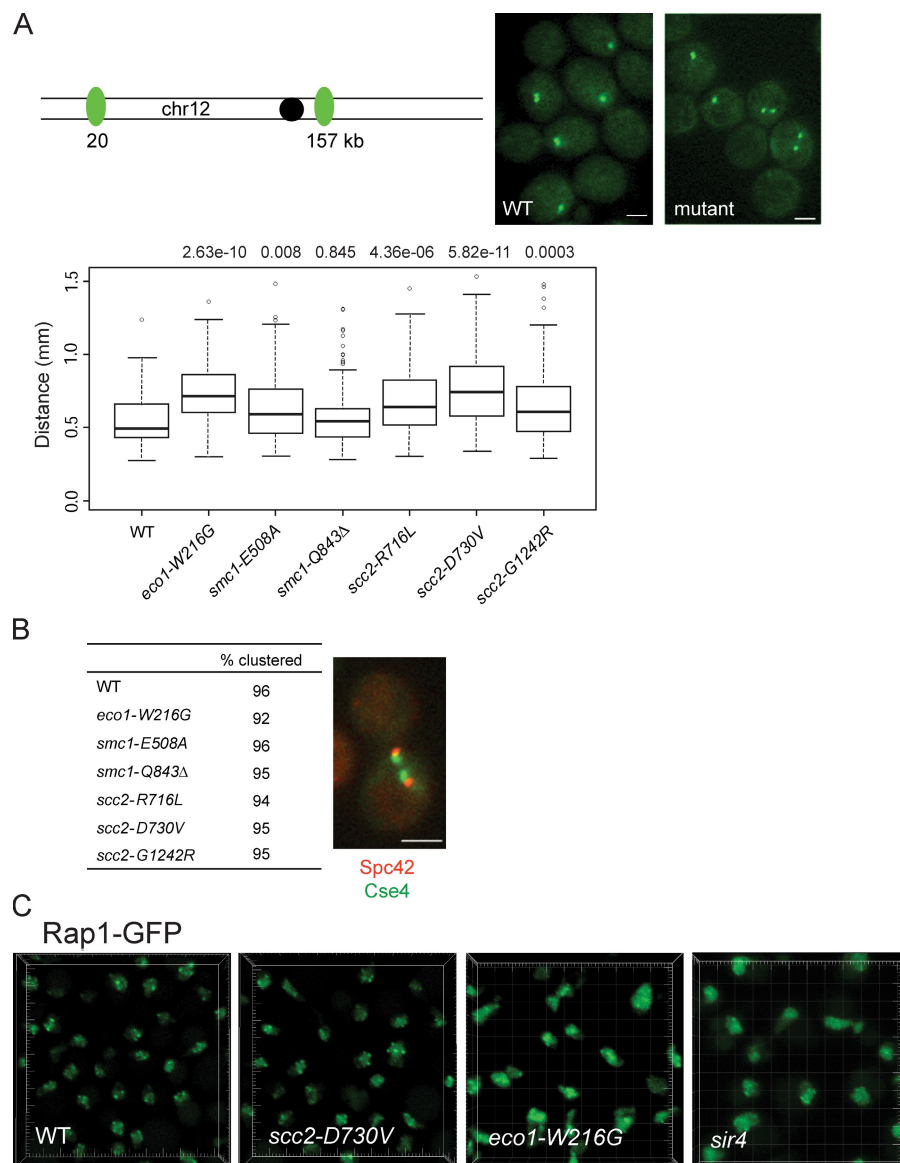 A
chr12
20
157 kb
WT
mutant
2.63e-10 0.008 0.845 4.36e-06 5.82e-11 0.0003
Distance (mm)
1.5
1.0
0.5
0.0
WT
eco1-W216G
smc1-E508A
smc1-Q843Δ
scc2-R716L
scc2-D730V
scc2-G1242R
B
% clustered
WT 96
eco1-W216G 92
smc1-E508A 96
smc1-Q843Δ 95
scc2-R716L 94
scc2-D730V 95
scc2-G1242R 95
Spc42
Cse4
C
Rap1-GFP
WT
scc2-D730V
eco1-W216G
sir4